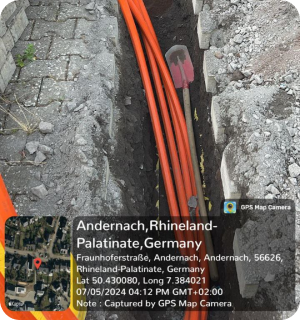 GPS Map Camera
Andernach,Rhineland-
Palatinate,Germany
Fraunhoferstraße, Andernach, Andernach, 56626,
Rhineland-Palatinate, Germany
Lat 50.430080, Long 7.384021
07/05/2024 04:12 PM GMT+02:00
Note : Captured by GPS Map Camera